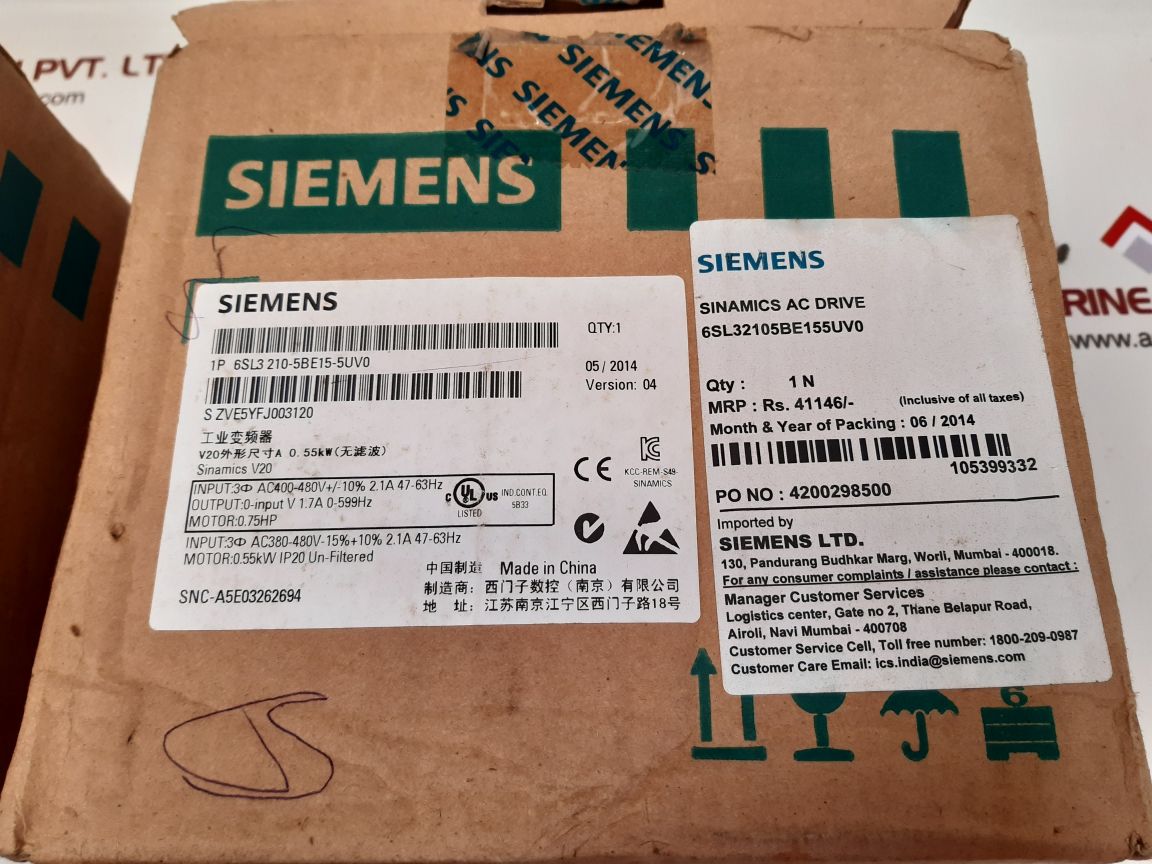 PVT. LT
com
SIEMENS
SIEMENS
SIEMENS
SIEMENS
SIEMENS
1P 6SL3 210-5BE15-5UV0
QTY:1
05/2014
Version: 04
S ZVE5YFJ003120
工业变频器
V20外形尺寸A 0.55kW(无滤波)
Sinamics V20
INPUT:3Φ AC400-480V+/-10% 2.1A 47-63Hz
OUTPUT:0-input V 1.7A 0-599Hz
MOTOR:0.75HP
c UL US
LISTED
IND.CONT.EQ.
5B33
INPUT:3Φ AC380-480V-15%+10% 2.1A 47-63Hz
MOTOR:0.55kW IP20 Un-Filtered
CE
KCC-REM-S49-
SINAMICS
中国制造 Made in China
制造商: 西门子数控（南京）有限公司
地 址: 江苏南京江宁区西门子路18号
SNC-A5E03262694
SIEMENS
SINAMICS AC DRIVE
6SL32105BE155UV0
Qty : 1 N
MRP : Rs. 41146/- (Inclusive of all taxes)
Month & Year of Packing : 06 / 2014
105399332
PO NO : 4200298500
Imported by
SIEMENS LTD.
130, Pandurang Budhkar Marg, Worli, Mumbai - 400018.
For any consumer complaints / assistance please contact :
Manager Customer Services
Logistics center, Gate no 2, Thane Belapur Road,
Airoli, Navi Mumbai - 400708
Customer Service Cell, Toll free number: 1800-209-0987
Customer Care Email: ics.india@siemens.com
6
RINE
www.a